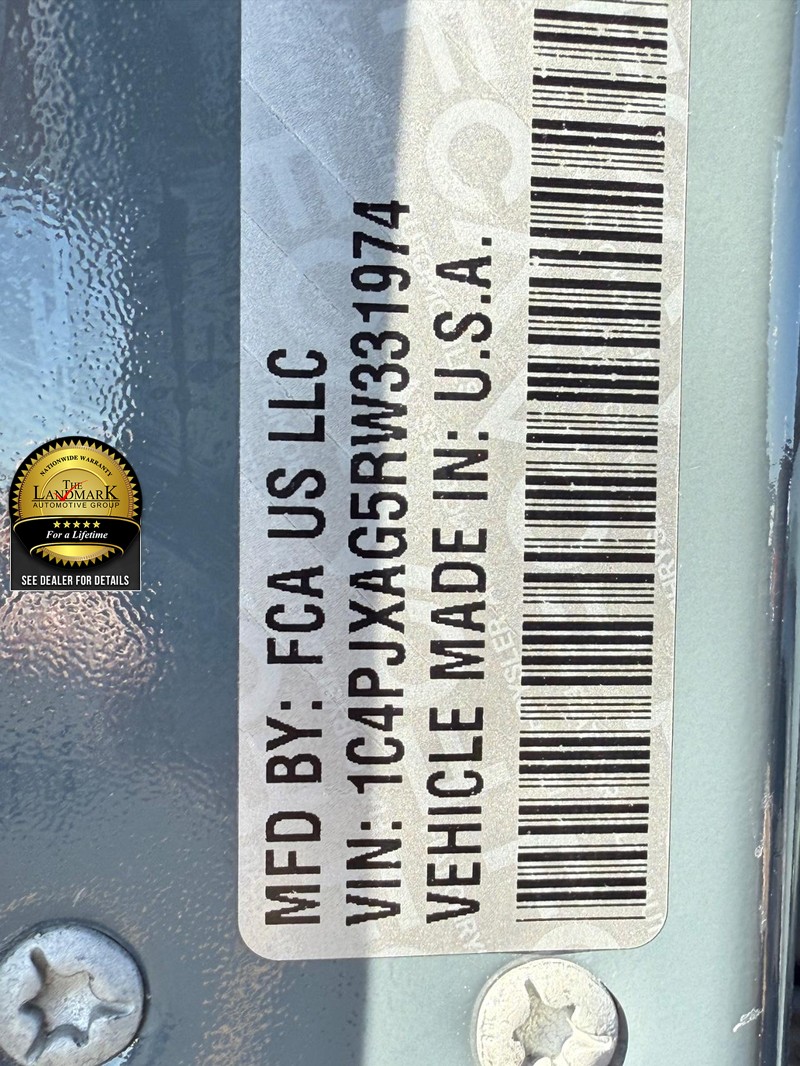 MFD BY: FCA US LLC
VIN: 1C4PJXAG5RW331974
VEHICLE MADE IN: U.S.A.
NATIONWIDE WARRANTY
THE
LANDMARK
AUTOMOTIVE GROUP
For a Lifetime
SEE DEALER FOR DETAILS